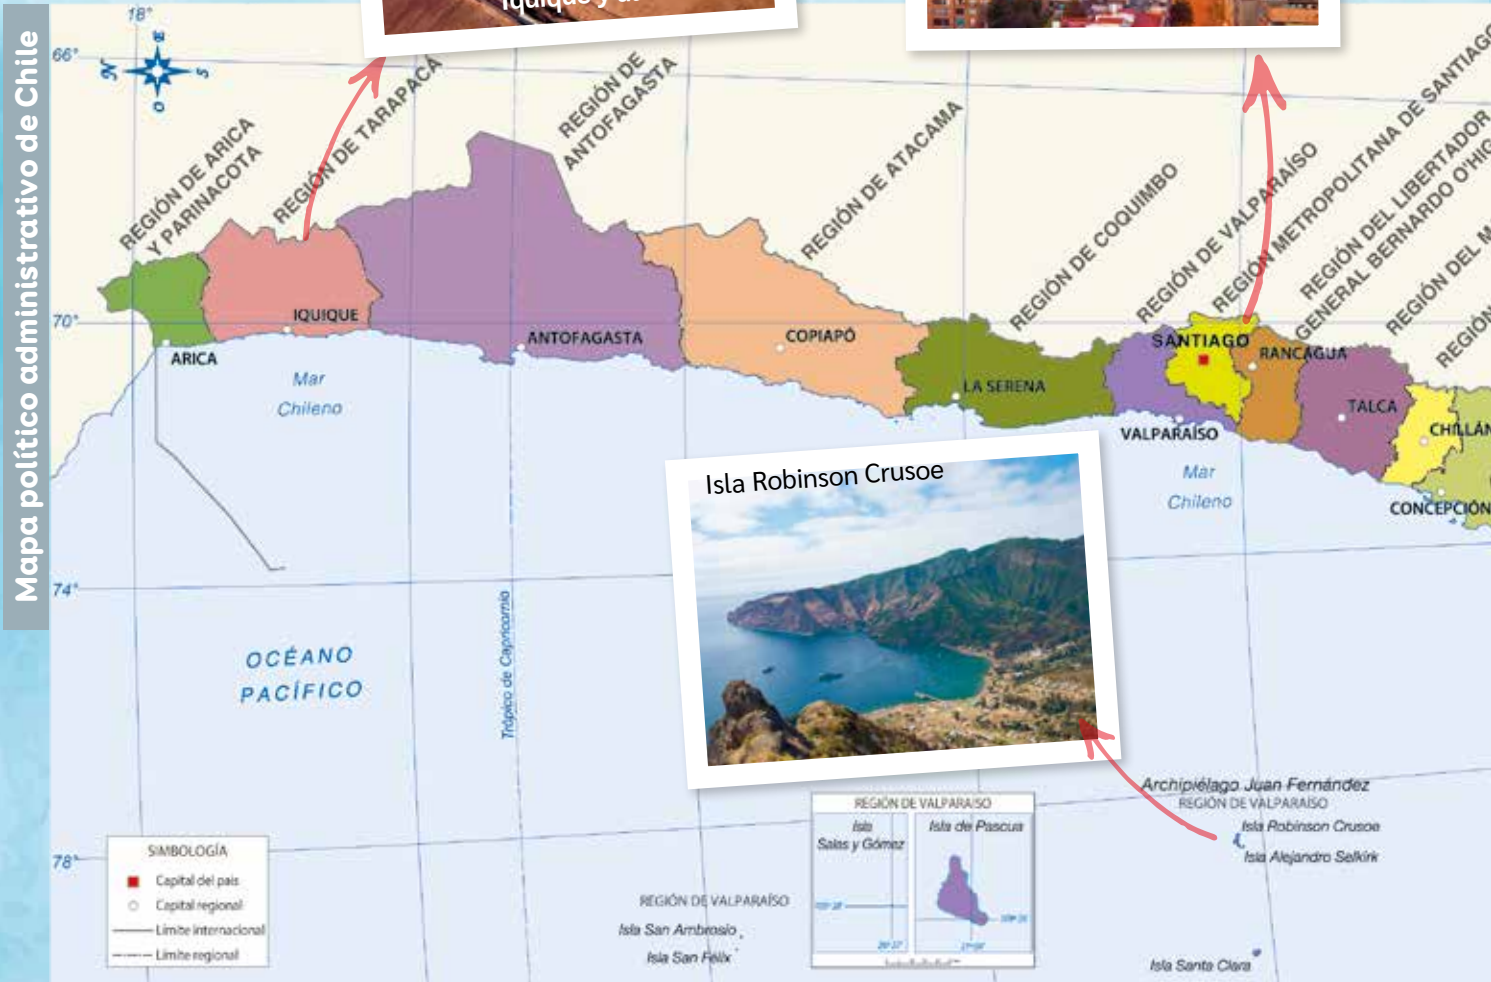 Mapa político administrativo de Chile
18°
66°
70°
74°
78°
N
E
S
O
Iquique y
REGIÓN DE ARICA
Y PARINACOTA
REGIÓN DE TARAPACÁ
REGIÓN DE
ANTOFAGASTA
REGIÓN DE ATACAMA
REGIÓN DE COQUIMBO
REGIÓN DE VALPARAÍSO
REGIÓN METROPOLITANA DE SANTIAGO
REGIÓN DEL LIBERTADOR
GENERAL BERNARDO O'HIG
REGIÓN DEL M
REGIÓN
ARICA
IQUIQUE
ANTOFAGASTA
COPIAPÓ
LA SERENA
SANTIAGO
VALPARAÍSO
RANCAGUA
TALCA
CHILLÁN
CONCEPCIÓN
Mar
Chileno
Mar
Chileno
OCÉANO
PACÍFICO
Trópico de Capricornio
Isla Robinson Crusoe
Archipiélago Juan Fernández
REGIÓN DE VALPARAÍSO
Isla Robinson Crusoe
Isla Alejandro Selkirk
Isla Santa Clara
REGIÓN DE VALPARAÍSO
Isla
Salas y Gómez
Isla de Pascua
REGIÓN DE VALPARAÍSO
Isla San Ambrosio
Isla San Félix
SIMBOLOGÍA
Capital del país
Capital regional
Límite internacional
Límite regional